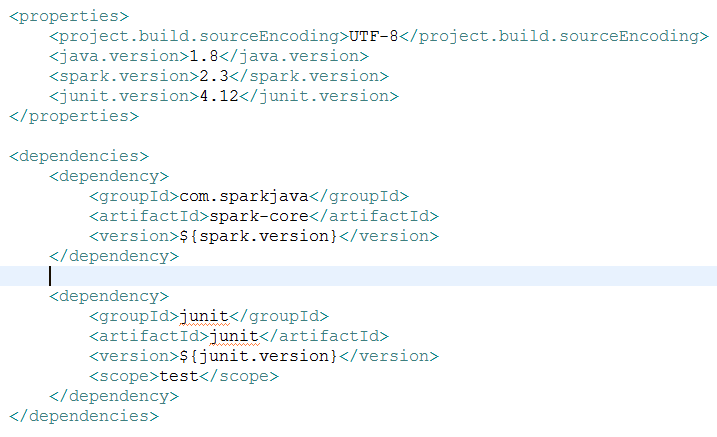 <properties>
    <project.build.sourceEncoding>UTF-8</project.build.sourceEncoding>
    <java.version>1.8</java.version>
    <spark.version>2.3</spark.version>
    <junit.version>4.12</junit.version>
</properties>

<dependencies>
    <dependency>
        <groupId>com.sparkjava</groupId>
        <artifactId>spark-core</artifactId>
        <version>${spark.version}</version>
    </dependency>

    <dependency>
        <groupId>junit</groupId>
        <artifactId>junit</artifactId>
        <version>${junit.version}</version>
        <scope>test</scope>
    </dependency>
</dependencies>